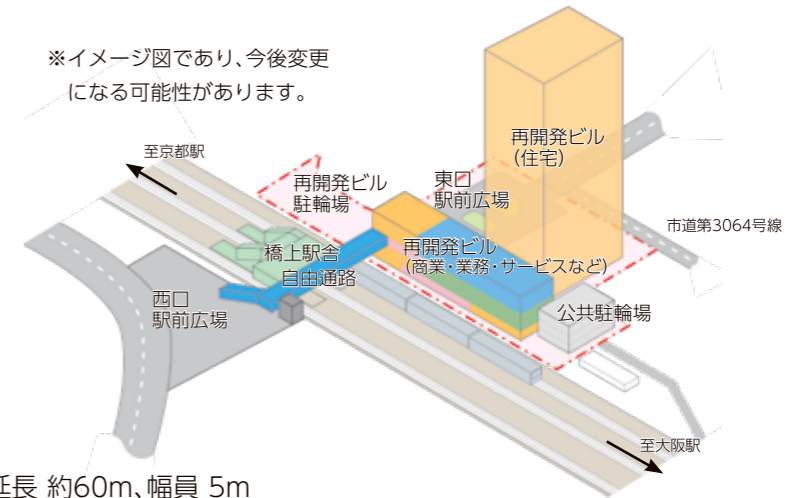 ※イメージ図であり、今後変更
になる可能性があります。
至京都駅
再開発ビル
(住宅)
再開発ビル
駐輪場
東口
駅前広場
市道第3064号線
橋上駅舎
自由通路
再開発ビル
(商業・業務・サービスなど)
西口
駅前広場
公共駐輪場
至大阪駅
延長 約60m、幅員 5m